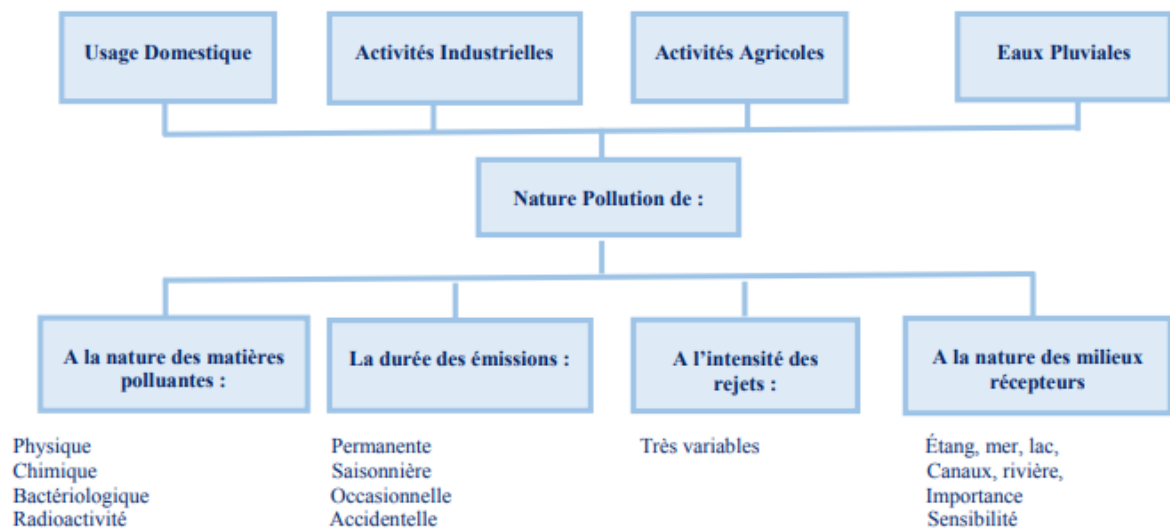 Usage Domestique
Activités Industrielles
Activités Agricoles
Eaux Pluviales
Nature Pollution de :
A la nature des matières
polluantes :
La durée des émissions :
A l’intensité des
rejets :
A la nature des milieux
récepteurs
Physique
Chimique
Bactériologique
Radioactivité
Permanente
Saisonnière
Occasionnelle
Accidentelle
Très variables
Étang, mer, lac,
Canaux, rivière,
Importance
Sensibilité